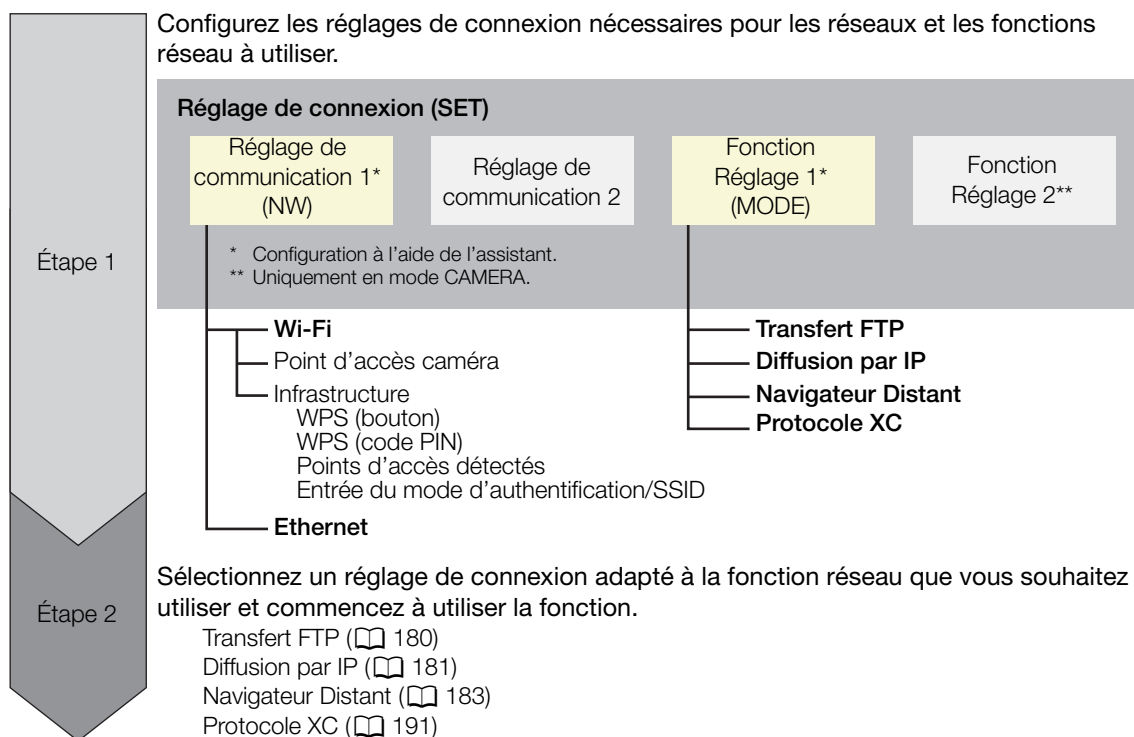 Configurez les réglages de connexion nécessaires pour les réseaux et les fonctions
réseau à utiliser.
Étape 1
Réglage de connexion (SET)
Réglage de
communication 1*
(NW)
Réglage de
communication 2
Fonction
Réglage 1*
(MODE)
Fonction
Réglage 2**
* Configuration à l’aide de l’assistant.
** Uniquement en mode CAMERA.
Wi-Fi
Point d’accès caméra
Infrastructure
WPS (bouton)
WPS (code PIN)
Points d’accès détectés
Entrée du mode d’authentification/SSID
Ethernet
Transfert FTP
Diffusion par IP
Navigateur Distant
Protocole XC
Étape 2
Sélectionnez un réglage de connexion adapté à la fonction réseau que vous souhaitez
utiliser et commencez à utiliser la fonction.
Transfert FTP (🕮 180)
Diffusion par IP (🕮 181)
Navigateur Distant (🕮 183)
Protocole XC (🕮 191)